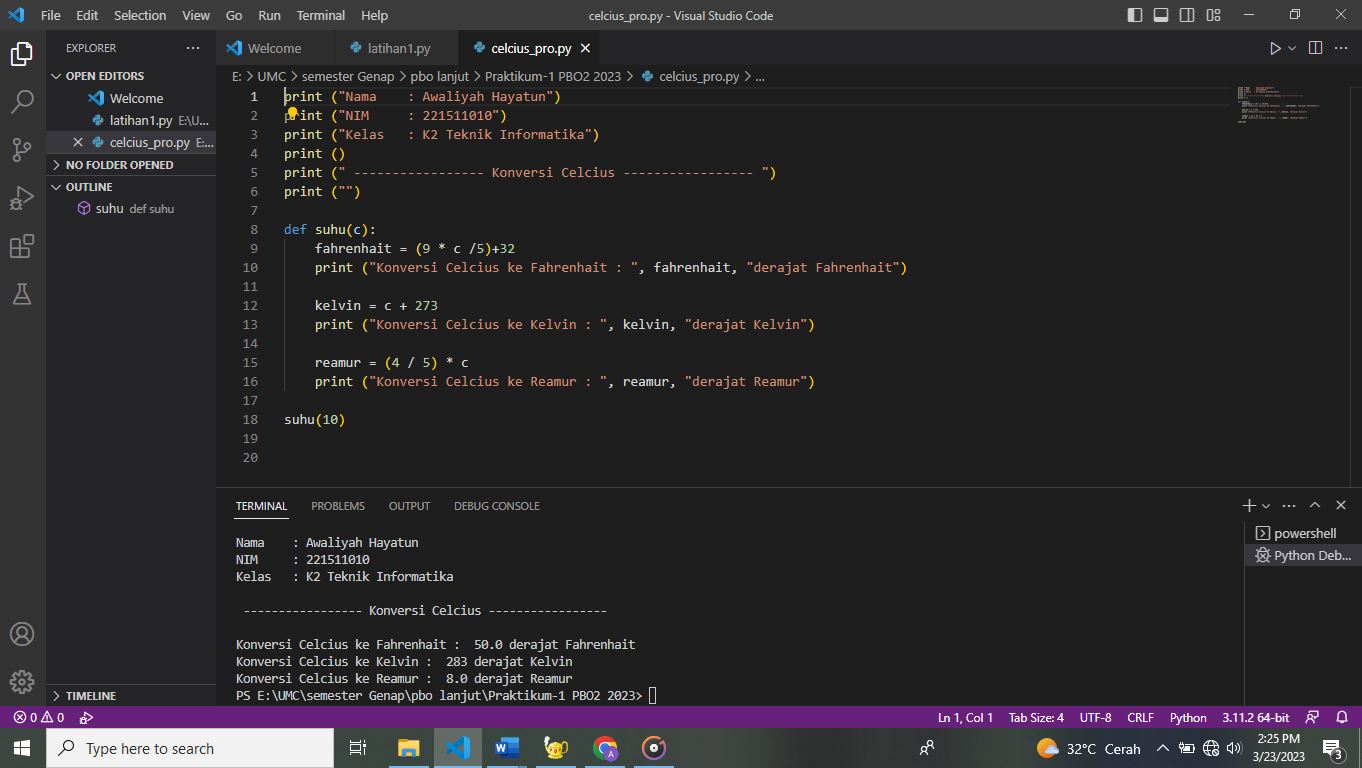 File Edit Selection View Go Run Terminal Help celcius_pro.py - Visual Studio Code
EXPLORER
OPEN EDITORS
Welcome
latihan1.py E:\U...
celcius_pro.py E:...
NO FOLDER OPENED
OUTLINE
suhu def suhu
TIMELINE
Welcome latihan1.py celcius_pro.py
E: > UMC > semester Genap > pbo lanjut > Praktikum-1 PBO2 2023 > celcius_pro.py > ...
1 print ("Nama    : Awaliyah Hayatun")
2 print ("NIM     : 221511010")
3 print ("Kelas   : K2 Teknik Informatika")
4 print ()
5 print (" ----------------- Konversi Celcius ----------------- ")
6 print ("")
7
8 def suhu(c):
9     fahrenhait = (9 * c /5)+32
10     print ("Konversi Celcius ke Fahrenhait : ", fahrenhait, "derajat Fahrenhait")
11
12     kelvin = c + 273
13     print ("Konversi Celcius ke Kelvin : ", kelvin, "derajat Kelvin")
14
15     reamur = (4 / 5) * c
16     print ("Konversi Celcius ke Reamur : ", reamur, "derajat Reamur")
17
18 suhu(10)
19
20
TERMINAL PROBLEMS OUTPUT DEBUG CONSOLE
powershell
Python Deb...
Nama    : Awaliyah Hayatun
NIM     : 221511010
Kelas   : K2 Teknik Informatika
----------------- Konversi Celcius -----------------
Konversi Celcius ke Fahrenhait :  50.0 derajat Fahrenhait
Konversi Celcius ke Kelvin :  283 derajat Kelvin
Konversi Celcius ke Reamur :  8.0 derajat Reamur
PS E:\UMC\semester Genap\pbo lanjut\Praktikum-1 PBO2 2023>
0 0 Ln 1, Col 1 Tab Size: 4 UTF-8 CRLF Python 3.11.2 64-bit
Type here to search 32°C Cerah 2:25 PM
3/23/2023 3